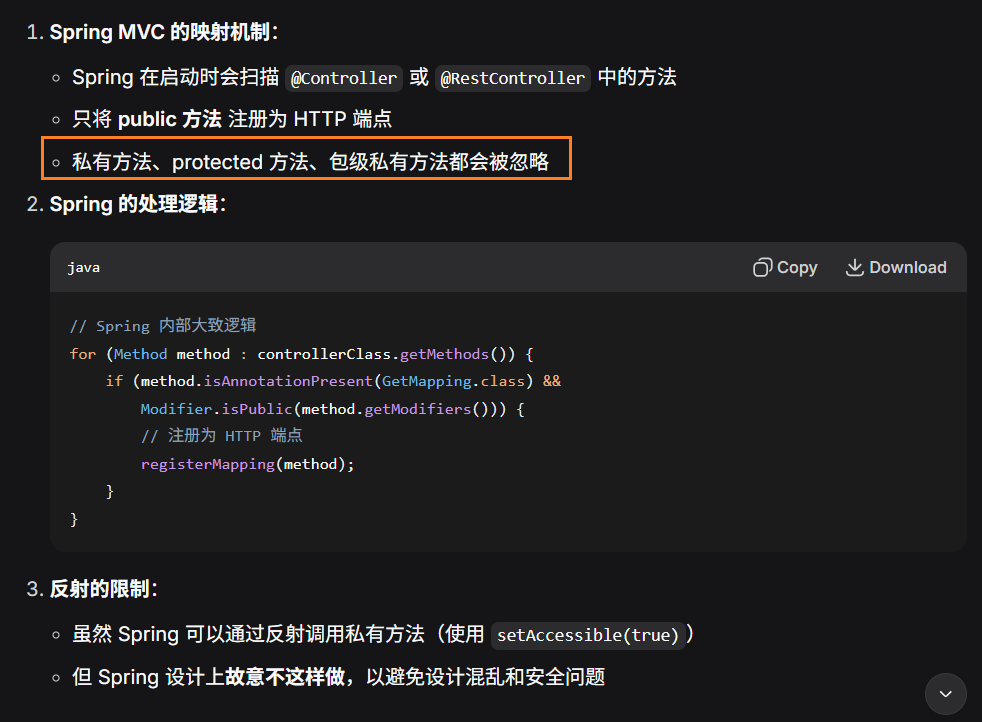 1. Spring MVC 的映射机制：
Spring 在启动时会扫描 @Controller 或 @RestController 中的方法
只将 public 方法 注册为 HTTP 端点
私有方法、protected 方法、包级私有方法都会被忽略
2. Spring 的处理逻辑：
java Copy Download
// Spring 内部大致逻辑
for (Method method : controllerClass.getMethods()) {
    if (method.isAnnotationPresent(GetMapping.class) &&
        Modifier.isPublic(method.getModifiers())) {
        // 注册为 HTTP 端点
        registerMapping(method);
    }
}
3. 反射的限制：
虽然 Spring 可以通过反射调用私有方法（使用 setAccessible(true)）
但 Spring 设计上故意不这样做，以避免设计混乱和安全问题